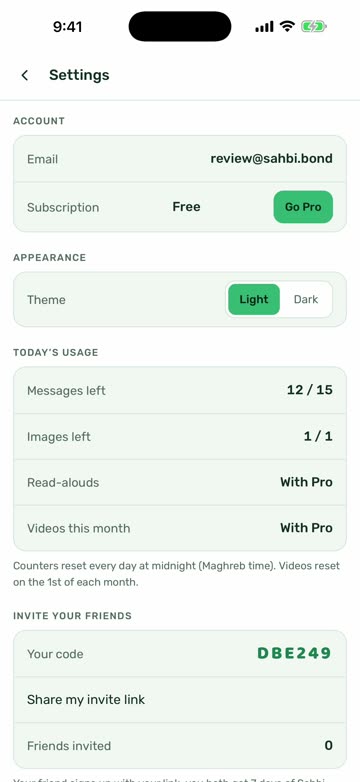 9:41
Settings
ACCOUNT
Email review@sahbi.bond
Subscription Free Go Pro
APPEARANCE
Theme Light Dark
TODAY'S USAGE
Messages left 12 / 15
Images left 1 / 1
Read-alouds With Pro
Videos this month With Pro
Counters reset every day at midnight (Maghreb time). Videos reset
on the 1st of each month.
INVITE YOUR FRIENDS
Your code DBE249
Share my invite link
Friends invited 0